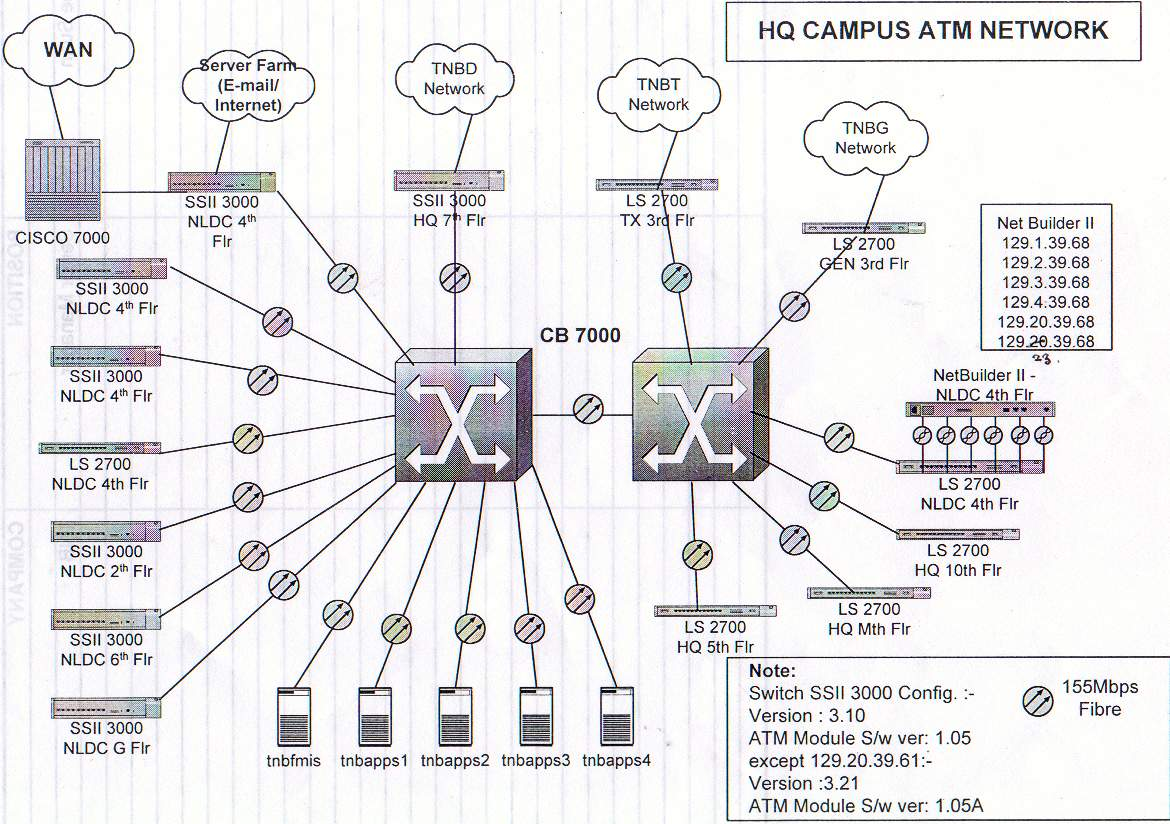 HQ CAMPUS ATM NETWORK
WAN
Server Farm
(E-mail/
Internet)
TNBD
Network
TNBT
Network
TNBG
Network
CISCO 7000
SSII 3000
NLDC 4th
Flr
SSII 3000
HQ 7th Flr
LS 2700
TX 3rd Flr
LS 2700
GEN 3rd Flr
Net Builder II
129.1.39.68
129.2.39.68
129.3.39.68
129.4.39.68
129.20.39.68
129.20.39.68
23.
SSII 3000
NLDC 4th Flr
CB 7000
SSII 3000
NLDC 4th Flr
NetBuilder II -
NLDC 4th Flr
LS 2700
NLDC 4th Flr
LS 2700
NLDC 4th Flr
SSII 3000
NLDC 2th Flr
LS 2700
HQ 10th Flr
SSII 3000
NLDC 6th Flr
LS 2700
HQ Mth Flr
LS 2700
HQ 5th Flr
SSII 3000
NLDC G Flr
tnbfmis
tnbapps1
tnbapps2
tnbapps3
tnbapps4
Note:
Switch SSII 3000 Config. :-
Version : 3.10
ATM Module S/w ver: 1.05
except 129.20.39.61:-
Version :3.21
ATM Module S/w ver: 1.05A
155Mbps
Fibre
POSITION
COMPANY